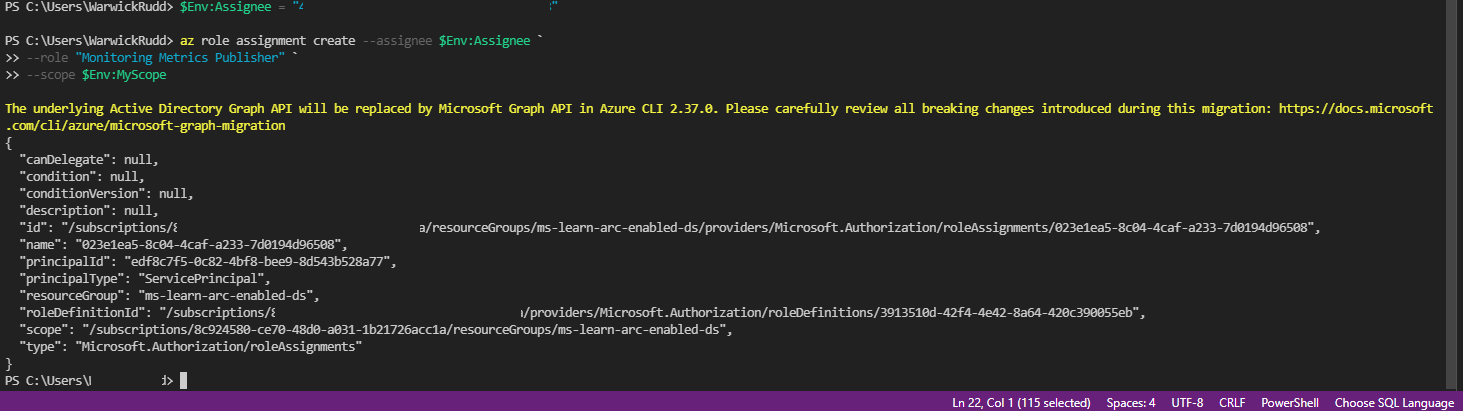 PS C:\Users\WarwickRudd> $Env:Assignee = "4 8"
PS C:\Users\WarwickRudd> az role assignment create --assignee $Env:Assignee `
>> --role "Monitoring Metrics Publisher" `
>> --scope $Env:MyScope
The underlying Active Directory Graph API will be replaced by Microsoft Graph API in Azure CLI 2.37.0. Please carefully review all breaking changes introduced during this migration: https://docs.microsoft
.com/cli/azure/microsoft-graph-migration
{
"canDelegate": null,
"condition": null,
"conditionVersion": null,
"description": null,
"id": "/subscriptions/8 a/resourceGroups/ms-learn-arc-enabled-ds/providers/Microsoft.Authorization/roleAssignments/023e1ea5-8c04-4caf-a233-7d0194d96508",
"name": "023e1ea5-8c04-4caf-a233-7d0194d96508",
"principalId": "edf8c7f5-0c82-4bf8-bee9-8d543b528a77",
"principalType": "ServicePrincipal",
"resourceGroup": "ms-learn-arc-enabled-ds",
"roleDefinitionId": "/subscriptions/8 /providers/Microsoft.Authorization/roleDefinitions/3913510d-42f4-4e42-8a64-420c390055eb",
"scope": "/subscriptions/8c924580-ce70-48d0-a031-1b21726acc1a/resourceGroups/ms-learn-arc-enabled-ds",
"type": "Microsoft.Authorization/roleAssignments"
}
PS C:\Users\ d>
Ln 22, Col 1 (115 selected) Spaces: 4 UTF-8 CRLF PowerShell Choose SQL Language